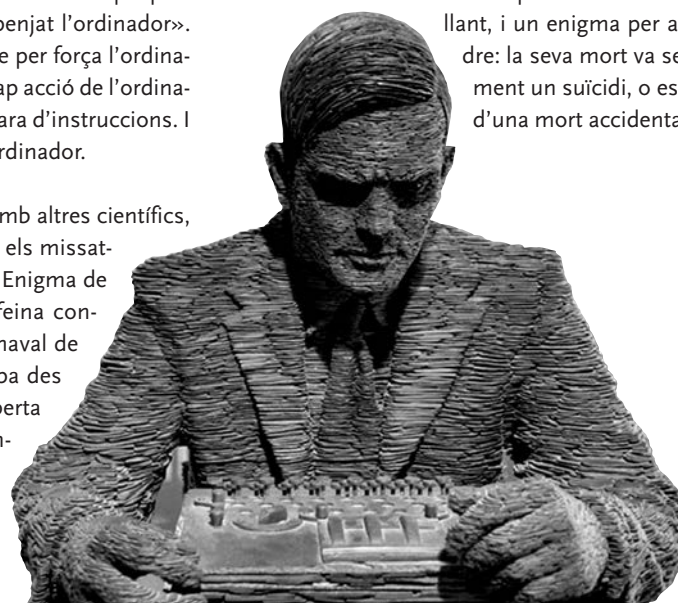 penjat l’ordinador».
e per força l’ordina-
ap acció de l’ordina-
ara d’instruccions. I
rdinador.
mb altres científics,
els missat-
Enigma de
feina con-
naval de
ba des
berta
n-
llant, i un enigma per a
dre: la seva mort va se
ment un suïcidi, o es
d’una mort accidenta